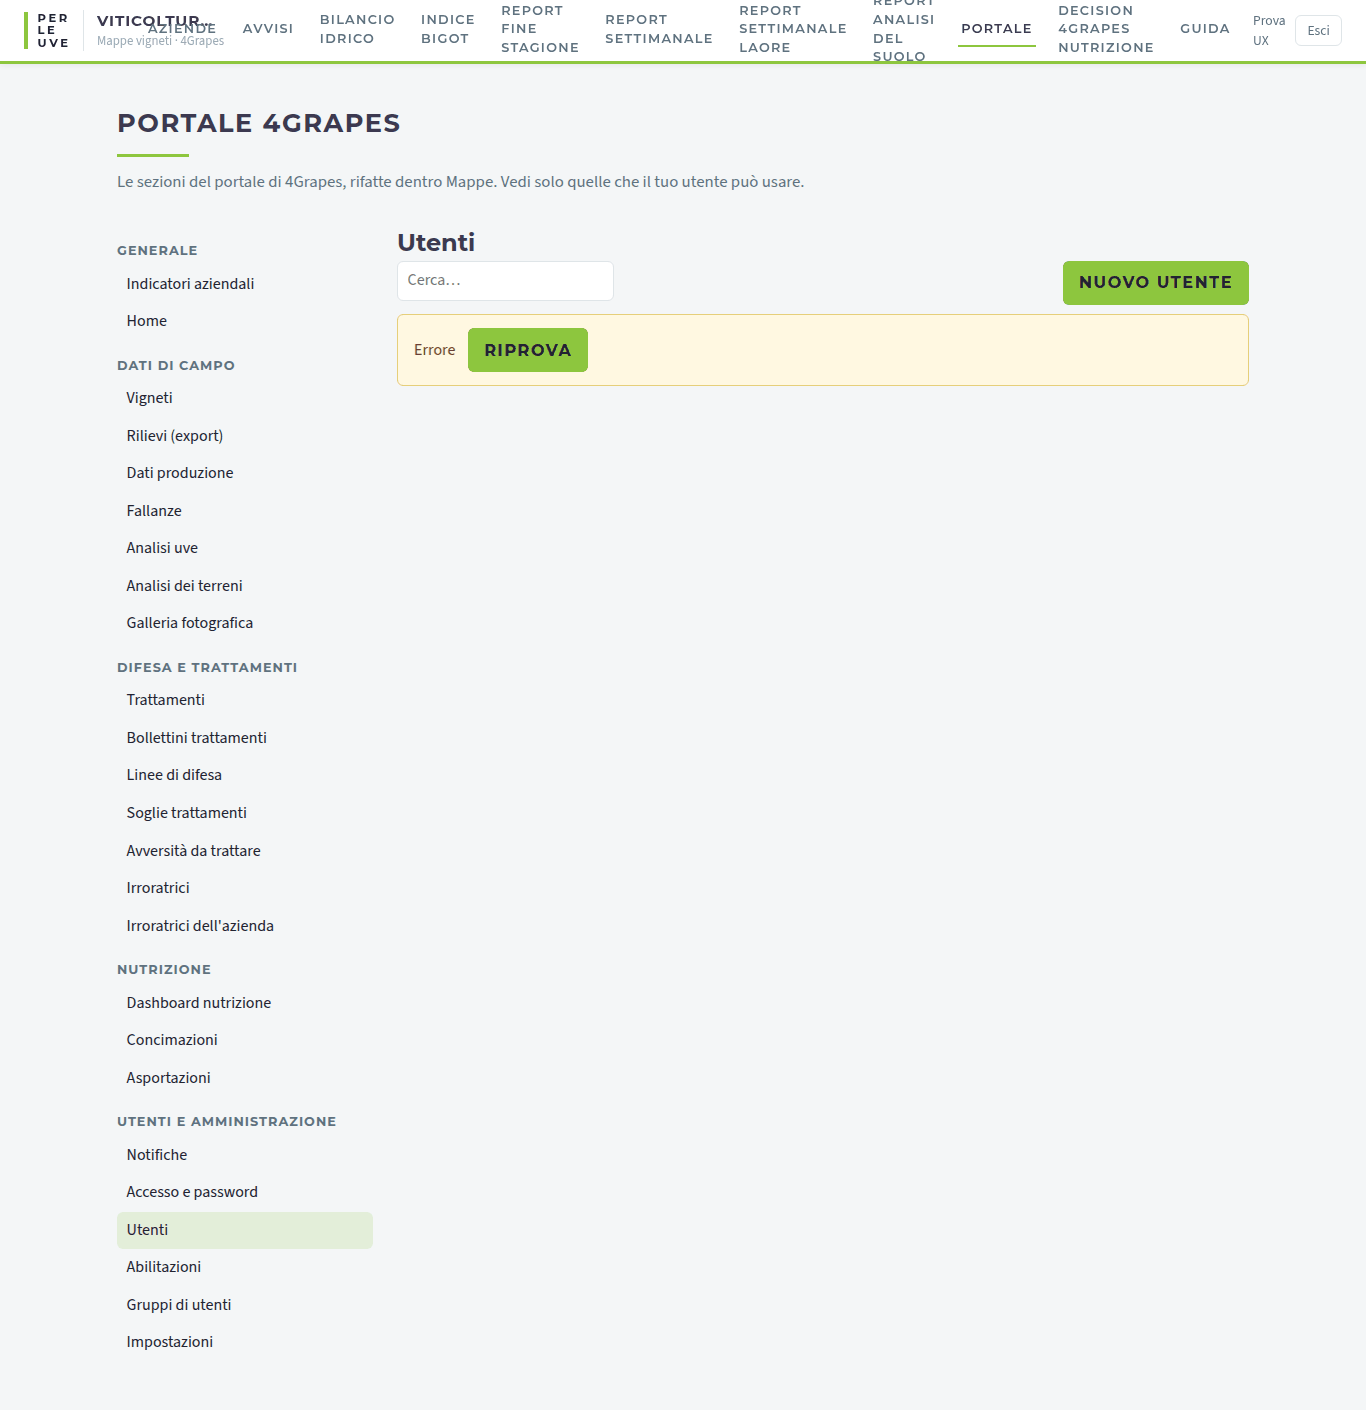 PER
LE
UVE
VITICOLTUR...
Mappe vigneti · 4Grapes
AZIENDE
AVVISI
BILANCIO
IDRICO
INDICE
BIGOT
REPORT
FINE
STAGIONE
REPORT
SETTIMANALE
REPORT
SETTIMANALE
LAORE
REPORT
ANALISI
DEL
SUOLO
PORTALE
DECISION
4GRAPES
NUTRIZIONE
GUIDA
Prova
UX
Esci
PORTALE 4GRAPES
Le sezioni del portale di 4Grapes, rifatte dentro Mappe. Vedi solo quelle che il tuo utente può usare.
GENERALE
Indicatori aziendali
Home
DATI DI CAMPO
Vigneti
Rilievi (export)
Dati produzione
Fallanze
Analisi uve
Analisi dei terreni
Galleria fotografica
DIFESA E TRATTAMENTI
Trattamenti
Bollettini trattamenti
Linee di difesa
Soglie trattamenti
Avversità da trattare
Irroratrici
Irroratrici dell'azienda
NUTRIZIONE
Dashboard nutrizione
Concimazioni
Asportazioni
UTENTI E AMMINISTRAZIONE
Notifiche
Accesso e password
Utenti
Abilitazioni
Gruppi di utenti
Impostazioni
Utenti
Cerca...
NUOVO UTENTE
Errore
RIPROVA